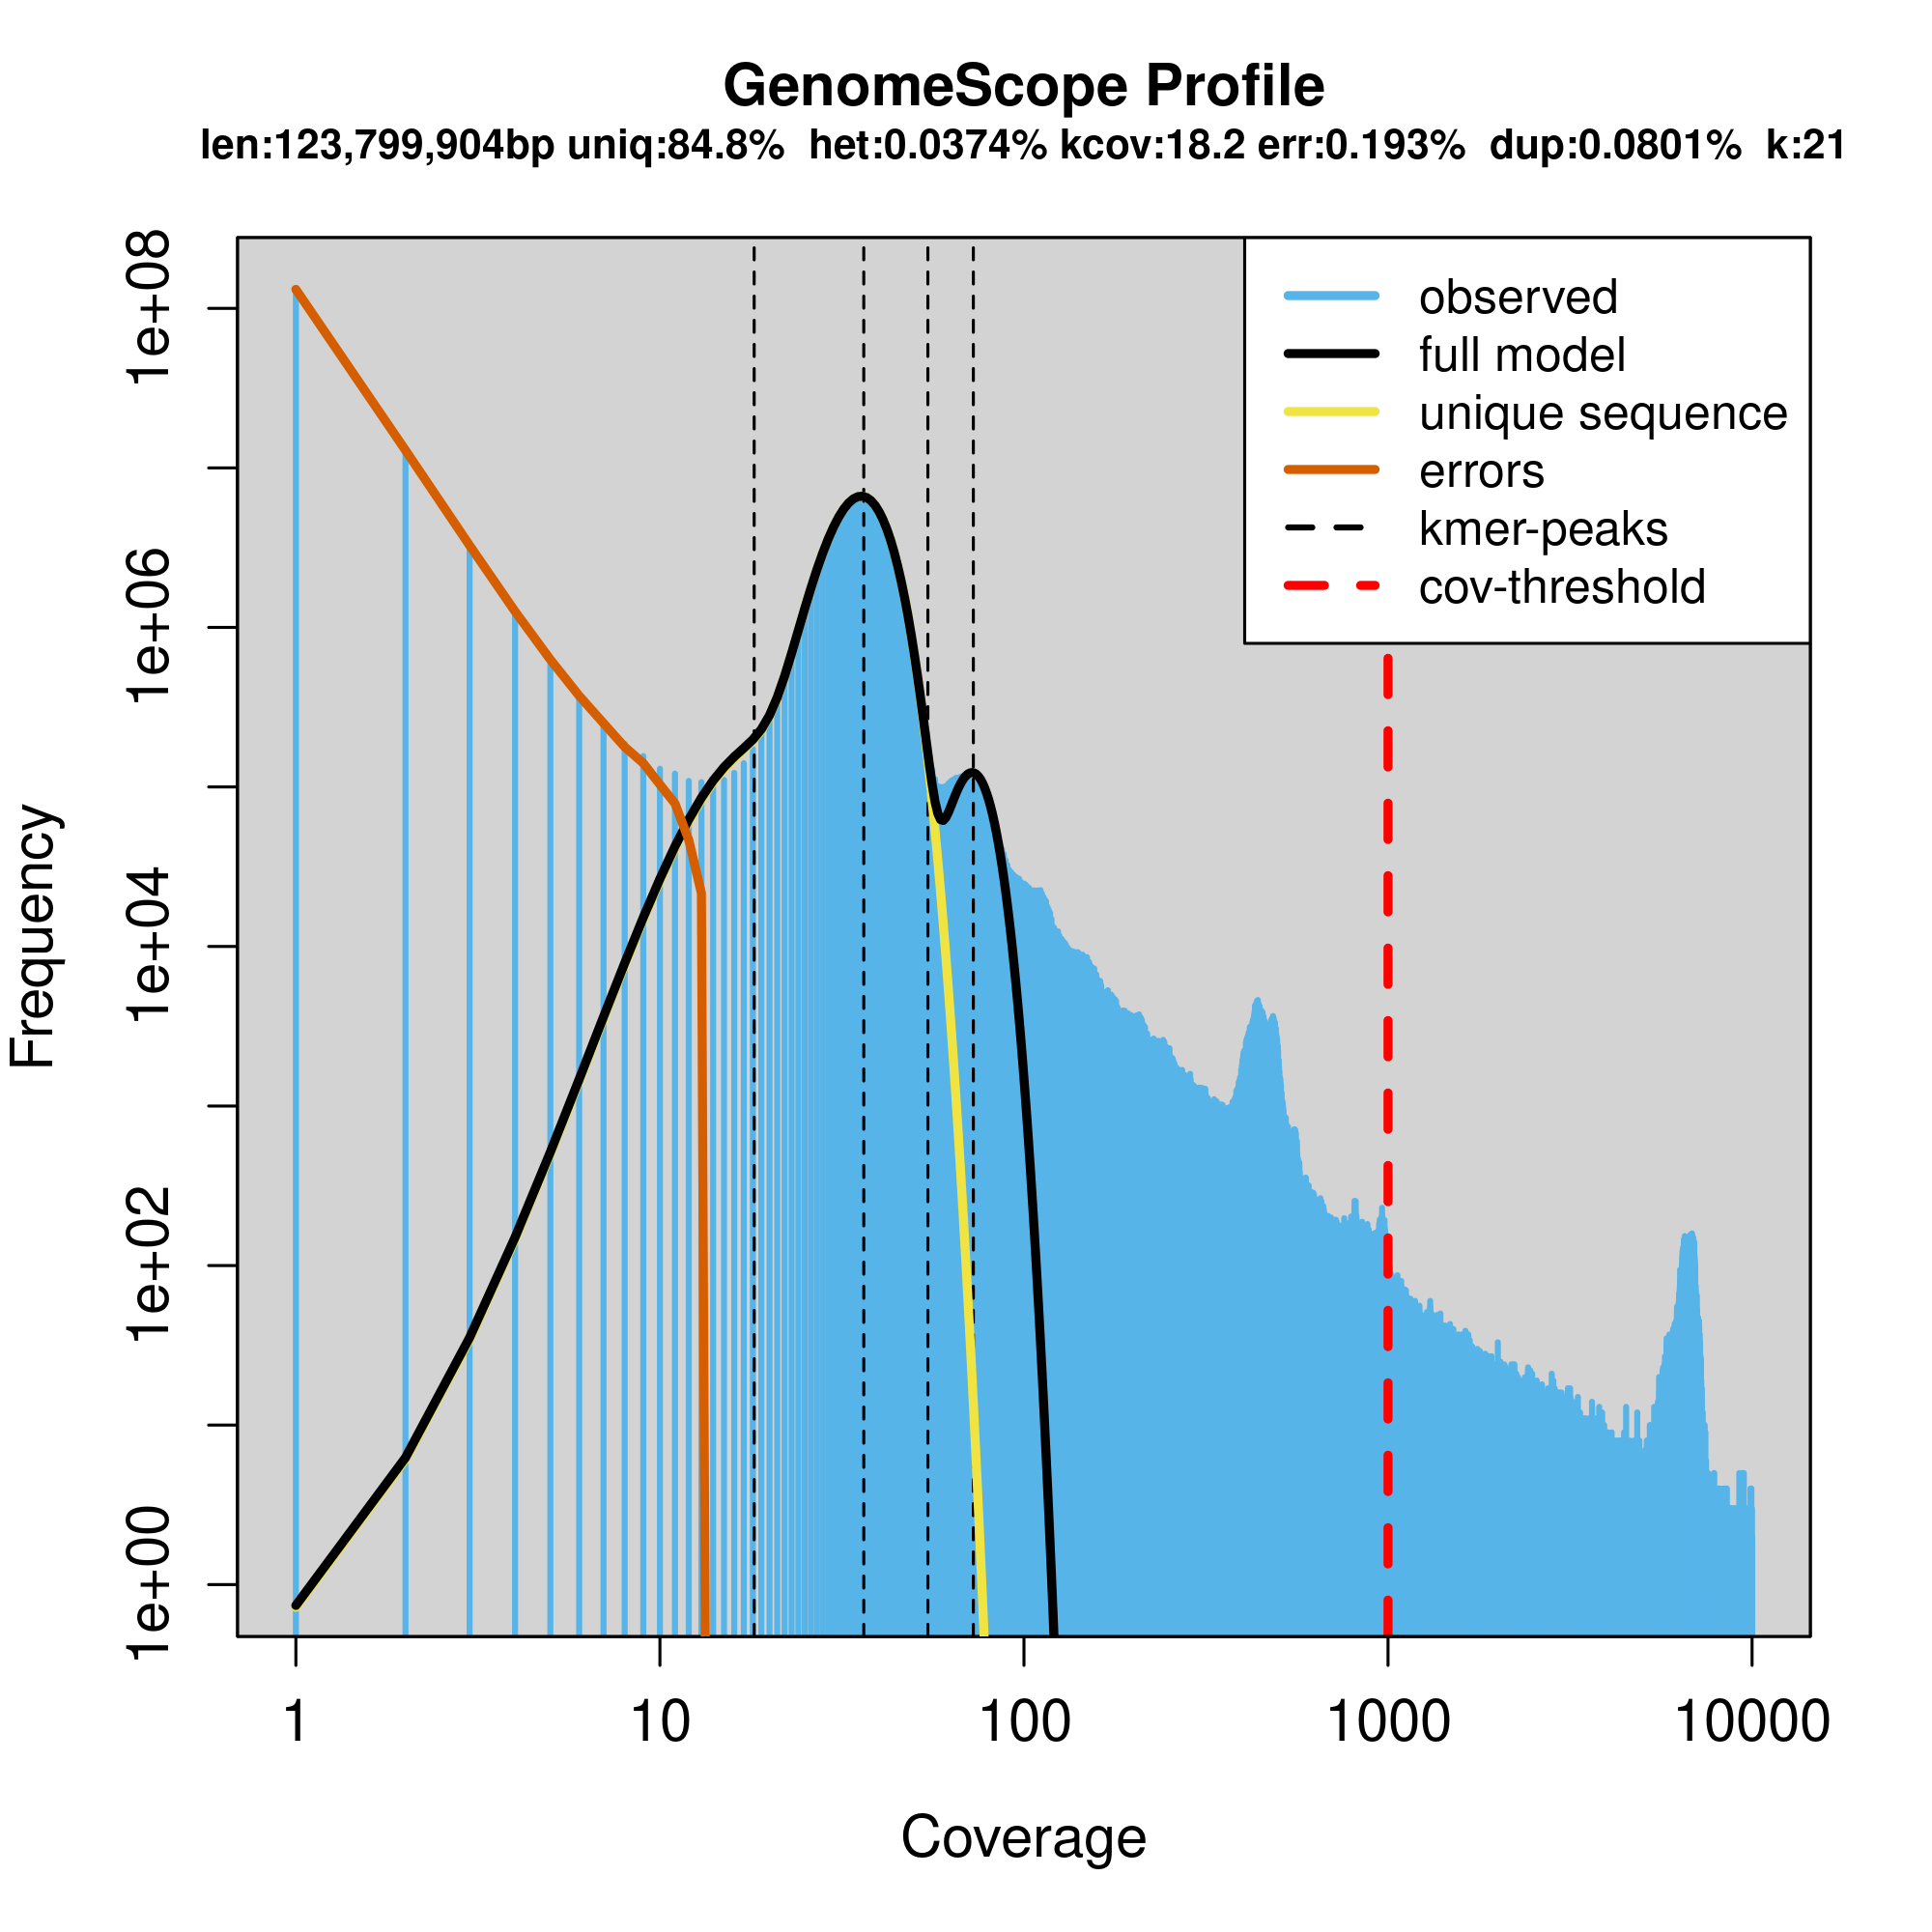 GenomeScope Profile
len:123,799,904bp uniq:84.8% het:0.0374% kcov:18.2 err:0.193% dup:0.0801% k:21
observed
full model
unique sequence
errors
kmer-peaks
cov-threshold
Frequency
1e+08
1e+06
1e+04
1e+02
1e+00
1 10 100 1000 10000
Coverage